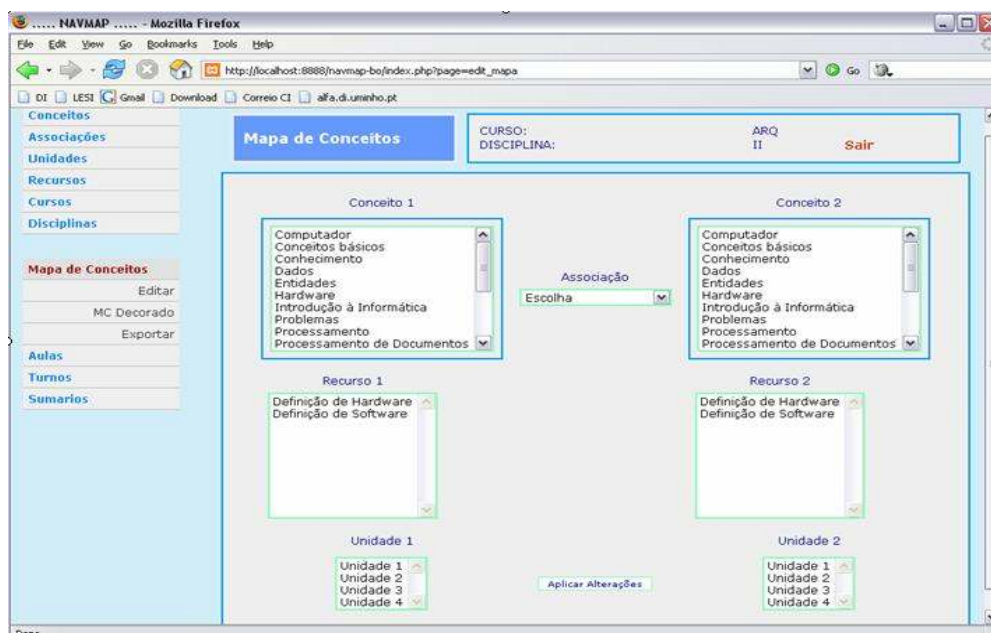 ..... NAVMAP ..... - Mozilla Firefox
File Edit View Go Bookmarks Tools Help
http://localhost:8888/navmap-bo/index.php?page=edit_mapa
Go
DI LESI Gmail Download Correio CI alfa.di.uminho.pt
Conceitos
Associações
Unidades
Recursos
Cursos
Disciplinas
Mapa de Conceitos
Editar
MC Decorado
Exportar
Aulas
Turnos
Sumarios
Mapa de Conceitos
CURSO: ARQ
DISCIPLINA: II
Sair
Conceito 1
Computador
Conceitos básicos
Conhecimento
Dados
Entidades
Hardware
Introdução à Informática
Problemas
Processamento
Processamento de Documentos
Associação
Escolha
Conceito 2
Computador
Conceitos básicos
Conhecimento
Dados
Entidades
Hardware
Introdução à Informática
Problemas
Processamento
Processamento de Documentos
Recurso 1
Definição de Hardware
Definição de Software
Recurso 2
Definição de Hardware
Definição de Software
Unidade 1
Unidade 1
Unidade 2
Unidade 3
Unidade 4
Aplicar Alterações
Unidade 2
Unidade 1
Unidade 2
Unidade 3
Unidade 4